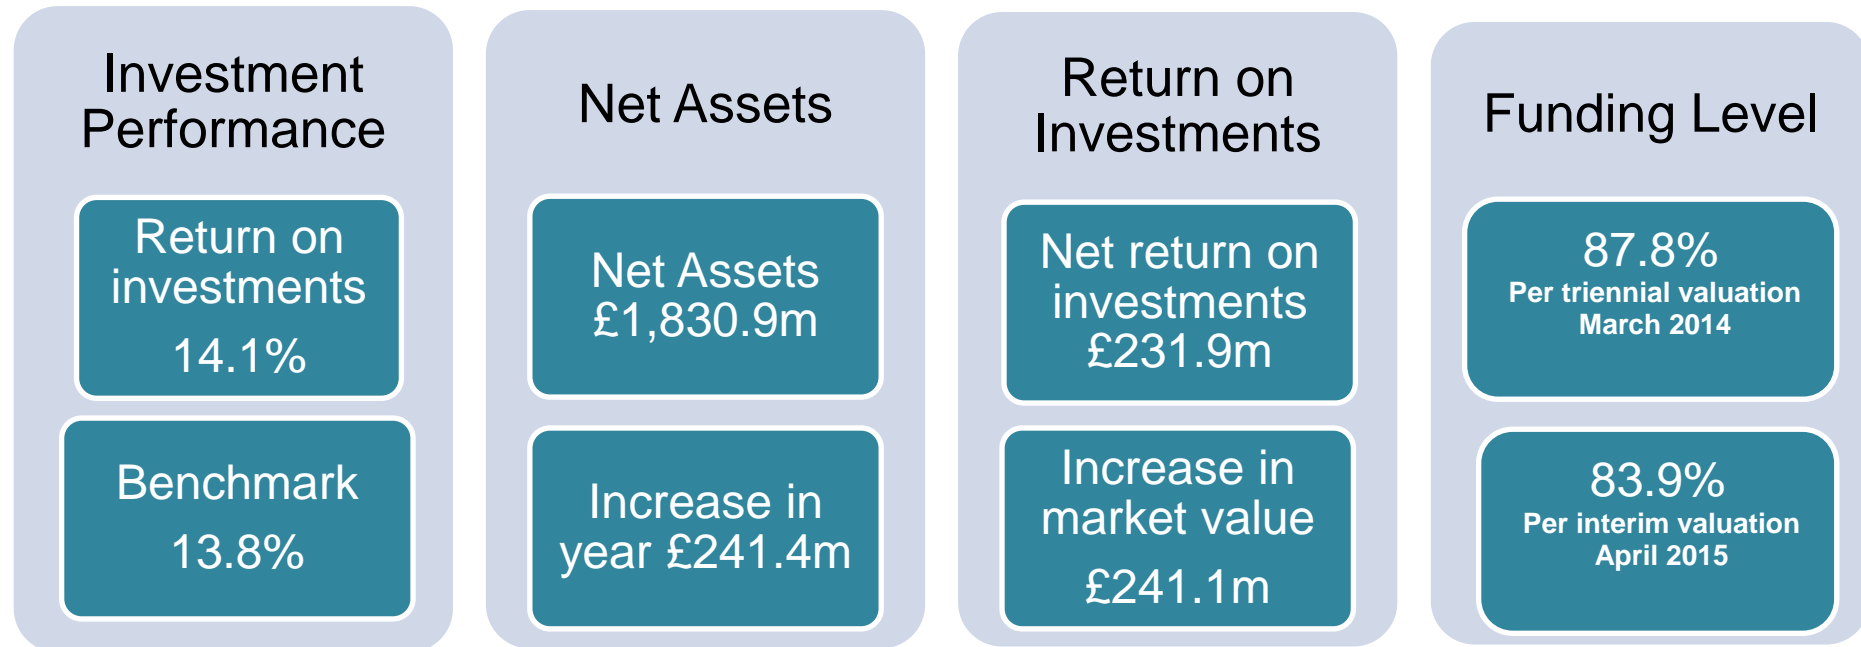 Investment
Performance
Return on
investments
14.1%
Benchmark
13.8%
Net Assets
Net Assets
£1,830.9m
Increase in
year £241.4m
Return on
Investments
Net return on
investments
£231.9m
Increase in
market value
£241.1m
Funding Level
87.8%
Per triennial valuation
March 2014
83.9%
Per interim valuation
April 2015